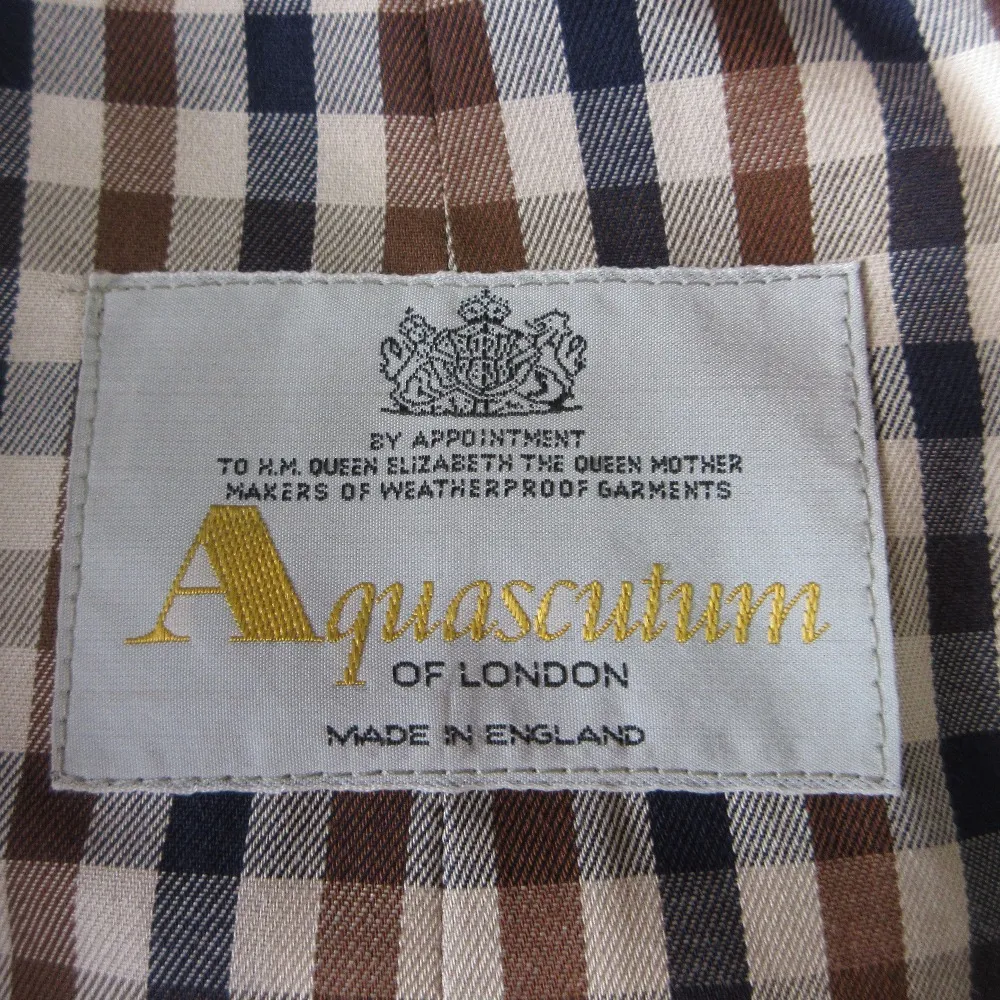 BY APPOINTMENT
TO H.M. QUEEN ELIZABETH THE QUEEN MOTHER
MAKERS OF WEATHERPROOF GARMENTS
Aquascutum
OF LONDON
MADE IN ENGLAND